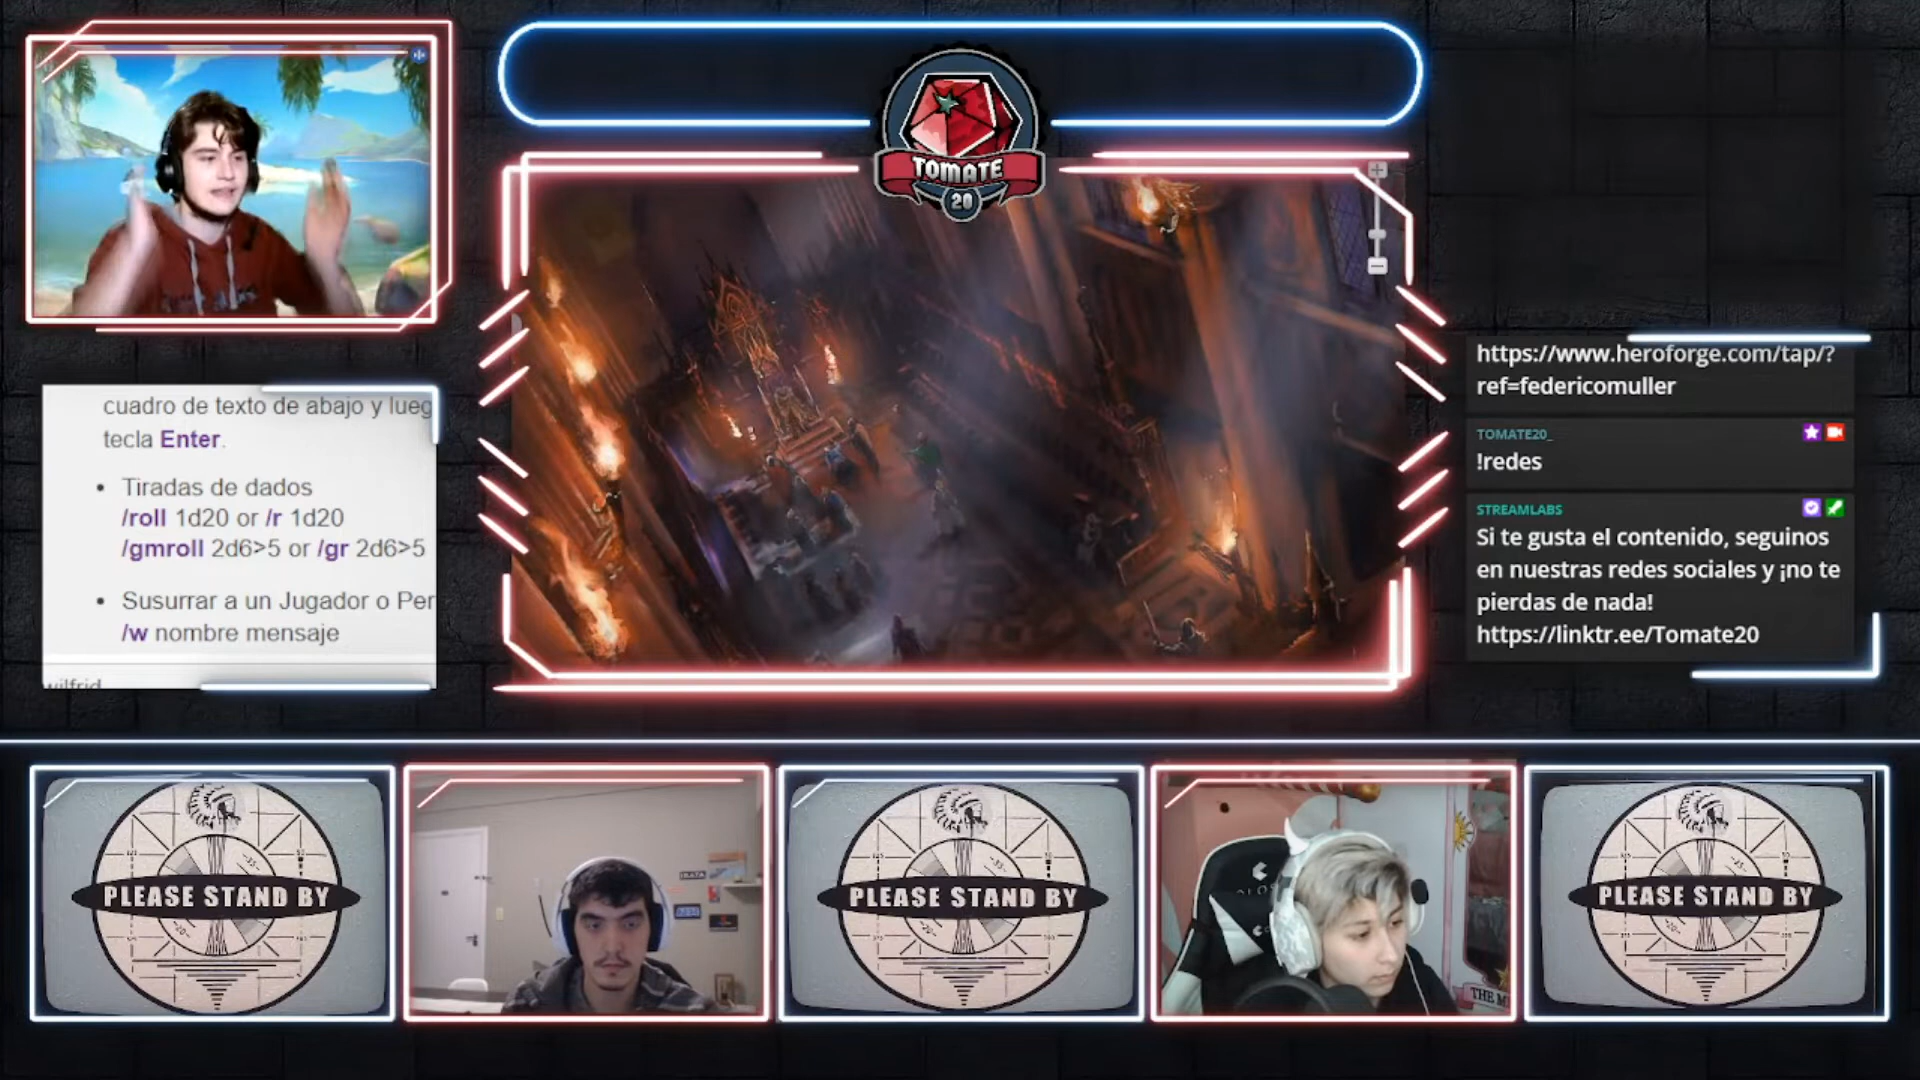 TOMATE
20
cuadro de texto de abajo y lueg
tecla Enter.
• Tiradas de dados
/roll 1d20 or /r 1d20
/gmroll 2d6>5 or /gr 2d6>5
• Susurrar a un Jugador o Per
/w nombre mensaje
wilfrid
https://www.heroforge.com/tap/?
ref=federicomuller
TOMATE20_
!redes
STREAMLABS
Si te gusta el contenido, seguinos
en nuestras redes sociales y ¡no te
pierdas de nada!
https://linktr.ee/Tomate20
PLEASE STAND BY
PLEASE STAND BY
THE M
PLEASE STAND BY